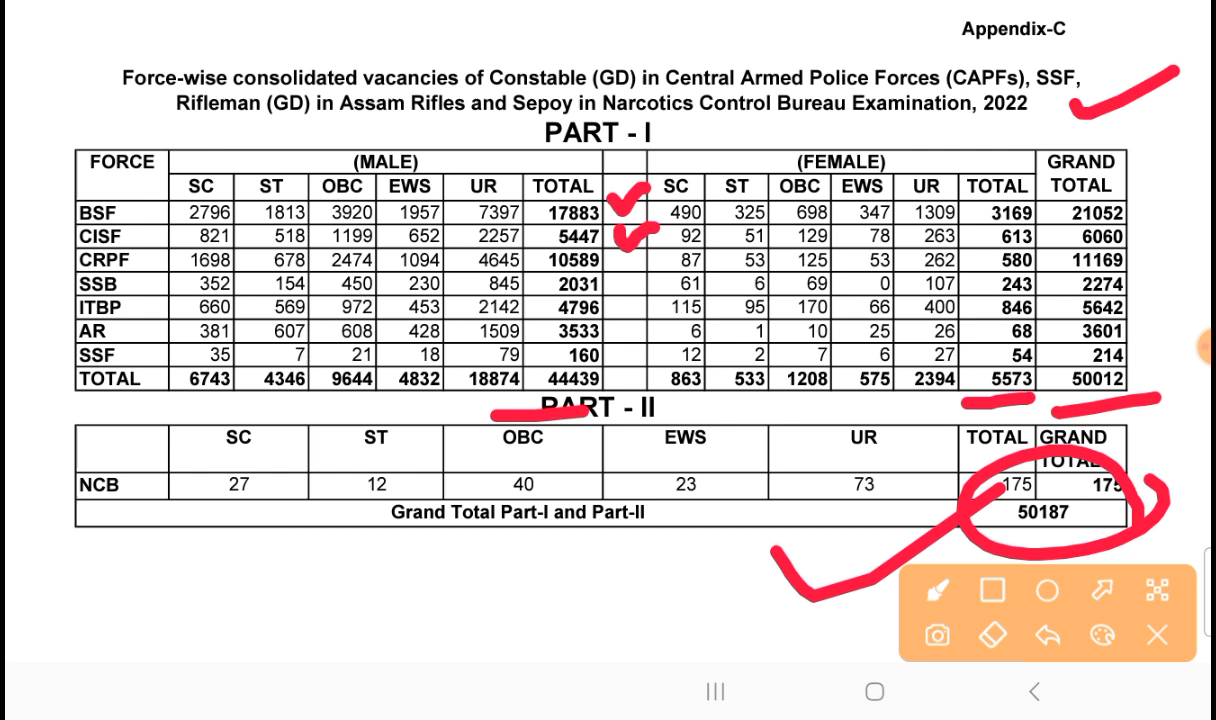 Appendix-C
Force-wise consolidated vacancies of Constable (GD) in Central Armed Police Forces (CAPFs), SSF,
Rifleman (GD) in Assam Rifles and Sepoy in Narcotics Control Bureau Examination, 2022
PART - I
FORCE (MALE) (FEMALE) GRAND
SC ST OBC EWS UR TOTAL SC ST OBC EWS UR TOTAL TOTAL
BSF 2796 1813 3920 1957 7397 17883 490 325 698 347 1309 3169 21052
CISF 821 518 1199 652 2257 5447 92 51 129 78 263 613 6060
CRPF 1698 678 2474 1094 4645 10589 87 53 125 53 262 580 11169
SSB 352 154 450 230 845 2031 61 6 69 0 107 243 2274
ITBP 660 569 972 453 2142 4796 115 95 170 66 400 846 5642
AR 381 607 608 428 1509 3533 6 1 10 25 26 68 3601
SSF 35 7 21 18 79 160 12 2 7 6 27 54 214
TOTAL 6743 4346 9644 4832 18874 44439 863 533 1208 575 2394 5573 50012
PART - II
SC ST OBC EWS UR TOTAL GRAND
TOTAL
NCB 27 12 40 23 73 175 175
Grand Total Part-I and Part-II 50187